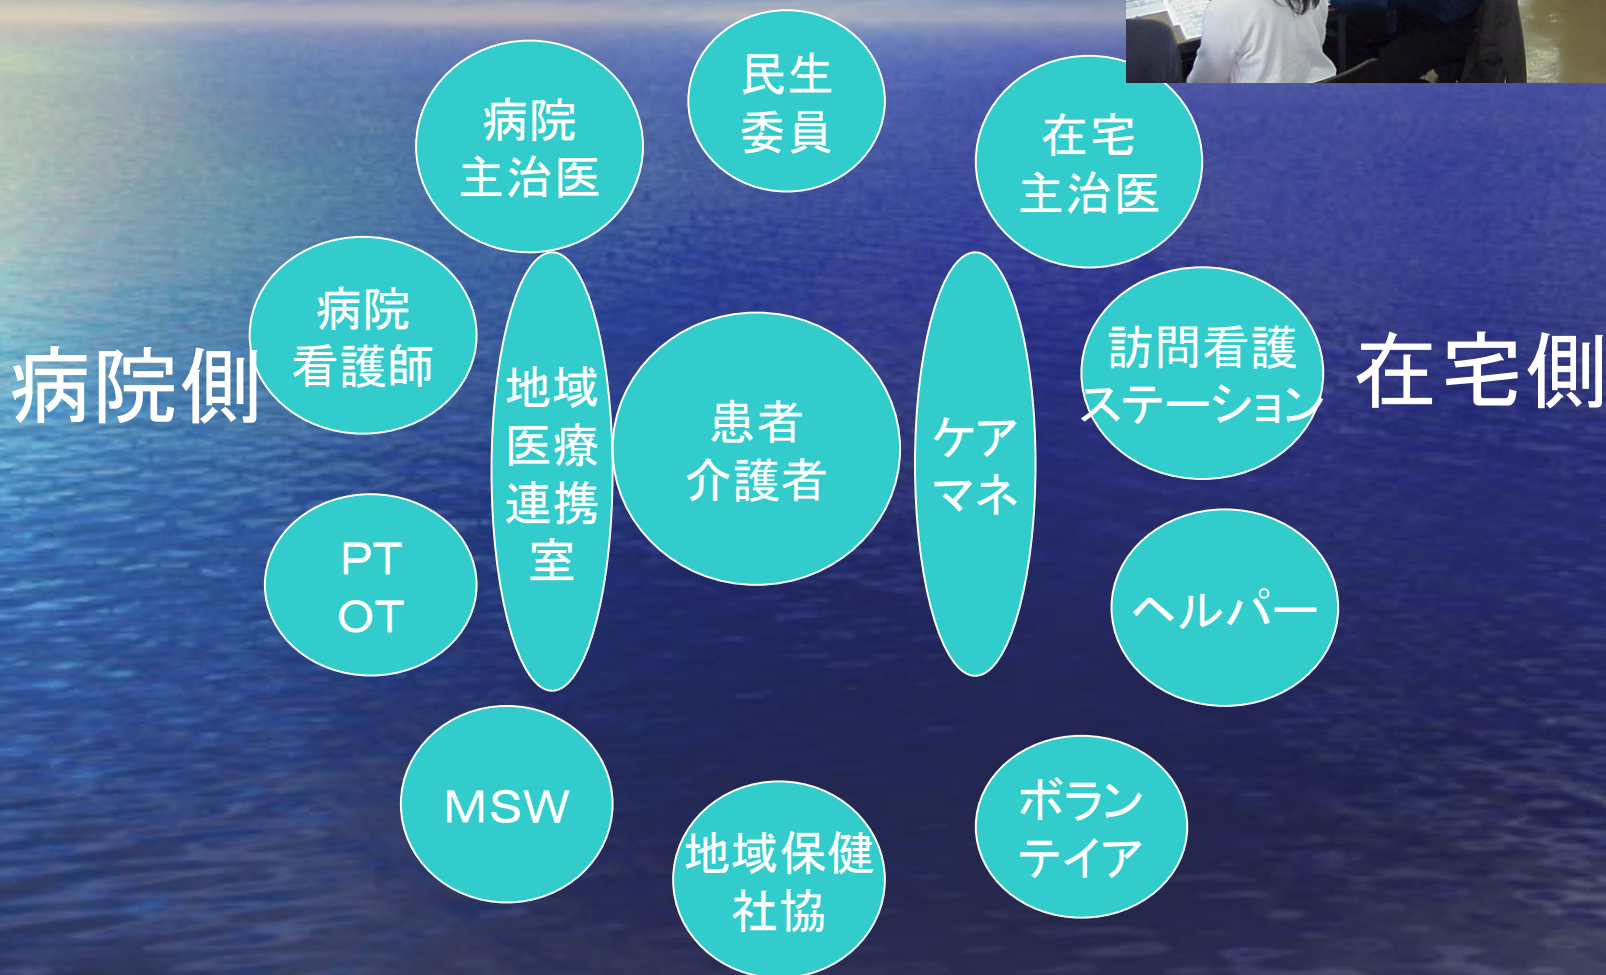 民生
委員
病院
主治医
在宅
主治医
病院
看護師
訪問看護
ステーション
病院側
在宅側
地域
医療
連携
室
患者
介護者
ケア
マネ
PT
OT
ヘルパー
MSW
ボラン
テイア
地域保健
社協